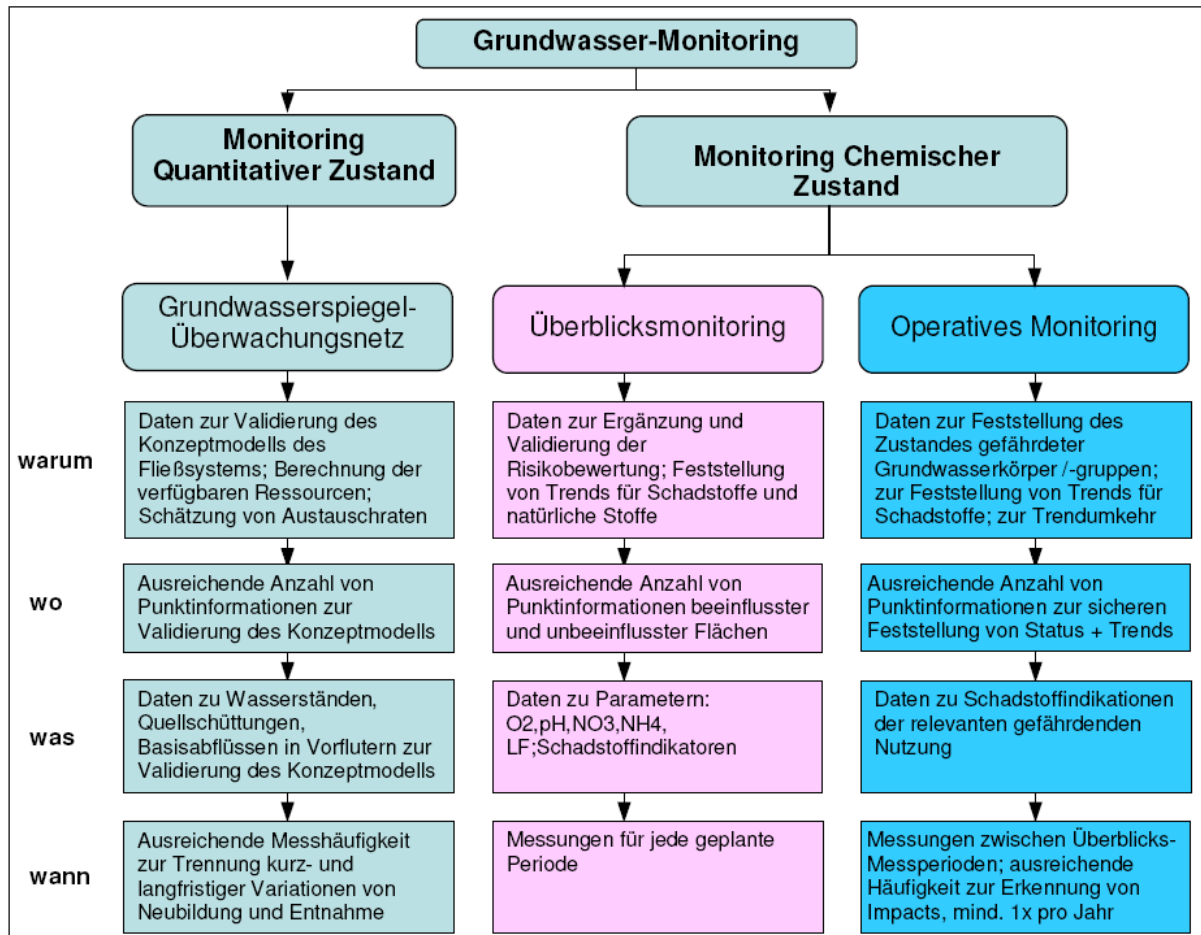 Grundwasser-Monitoring
Monitoring
Quantitativer Zustand
Monitoring Chemischer
Zustand
Grundwasserspiegel-
Überwachungsnetz
Überblicksmonitoring
Operatives Monitoring
warum
Daten zur Validierung des
Konzeptmodells des
Fließsystems; Berechnung der
verfügbaren Ressourcen;
Schätzung von Austauschraten
Daten zur Ergänzung und
Validierung der
Risikobewertung; Feststellung
von Trends für Schadstoffe und
natürliche Stoffe
Daten zur Feststellung des
Zustandes gefährdeter
Grundwasserkörper /-gruppen;
zur Feststellung von Trends für
Schadstoffe; zur Trendumkehr
wo
Ausreichende Anzahl von
Punktinformationen zur
Validierung des Konzeptmodells
Ausreichende Anzahl von
Punktinformationen beeinflusster
und unbeeinflusster Flächen
Ausreichende Anzahl von
Punktinformationen zur sicheren
Feststellung von Status + Trends
was
Daten zu Wasserständen,
Quellschüttungen,
Basisabflüssen in Vorflutern zur
Validierung des Konzeptmodells
Daten zu Parametern:
O2,pH,NO3,NH4,
LF;Schadstoffindikatoren
Daten zu Schadstoffindikationen
der relevanten gefährdenden
Nutzung
wann
Ausreichende Messhäufigkeit
zur Trennung kurz- und
langfristiger Variationen von
Neubildung und Entnahme
Messungen für jede geplante
Periode
Messungen zwischen Überblicks-
Messperioden; ausreichende
Häufigkeit zur Erkennung von
Impacts, mind. 1x pro Jahr